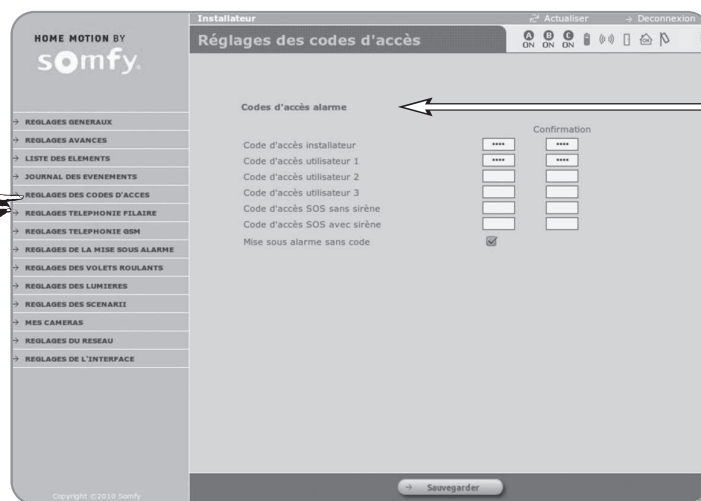 Installateur
Actualiser
→ Deconnexion
HOME MOTION BY
somfy.
Réglages des codes d'accès
A B C
ON ON ON
Codes d'accès alarme
Confirmation
Code d'accès installateur •••• ••••
Code d'accès utilisateur 1 •••• ••••
Code d'accès utilisateur 2
Code d'accès utilisateur 3
Code d'accès SOS sans sirène
Code d'accès SOS avec sirène
Mise sous alarme sans code
→ REGLAGES GENERAUX
→ REGLAGES AVANCES
→ LISTE DES ELEMENTS
→ JOURNAL DES EVENEMENTS
→ REGLAGES DES CODES D'ACCES
→ REGLAGES TELEPHONIE FILAIRE
→ REGLAGES TELEPHONIE GSM
→ REGLAGES DE LA MISE SOUS ALARME
→ REGLAGES DES VOLETS ROULANTS
→ REGLAGES DES LUMIERES
→ REGLAGES DES SCENARII
→ MES CAMERAS
→ REGLAGES DU RESEAU
→ REGLAGES DE L'INTERFACE
→ Sauvegarder
Copyright ©2010 Somfy